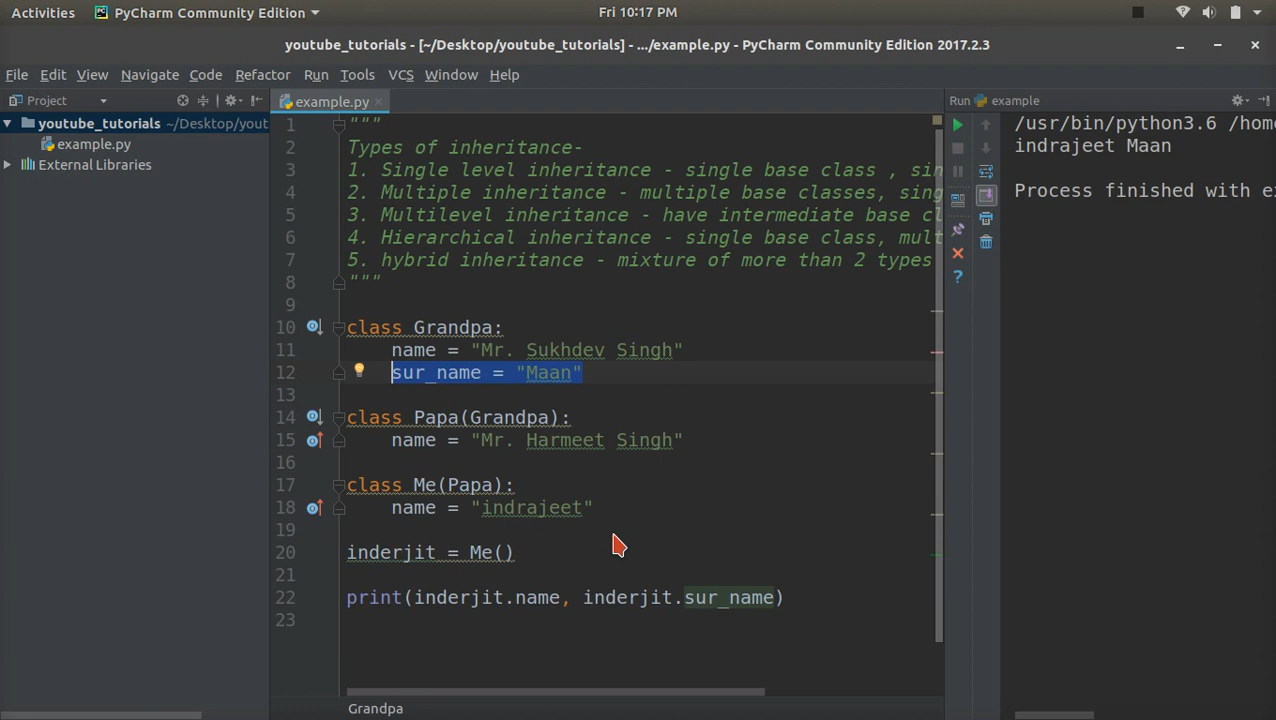 Activities PyCharm Community Edition Fri 10:17 PM
youtube_tutorials - [~/Desktop/youtube_tutorials] - .../example.py - PyCharm Community Edition 2017.2.3
File Edit View Navigate Code Refactor Run Tools VCS Window Help
Project example.py Run example
youtube_tutorials ~/Desktop/yout
example.py
External Libraries
1 """
2 Types of inheritance-
3 1. Single level inheritance - single base class , sin
4 2. Multiple inheritance - multiple base classes, sing
5 3. Multilevel inheritance - have intermediate base cl
6 4. Hierarchical inheritance - single base class, mult
7 5. hybrid inheritance - mixture of more than 2 types
8 """
9
10 class Grandpa:
11 name = "Mr. Sukhdev Singh"
12 sur_name = "Maan"
13
14 class Papa(Grandpa):
15 name = "Mr. Harmeet Singh"
16
17 class Me(Papa):
18 name = "indrajeet"
19
20 inderjit = Me()
21
22 print(inderjit.name, inderjit.sur_name)
23
Grandpa
/usr/bin/python3.6 /home
indrajeet Maan
Process finished with ex